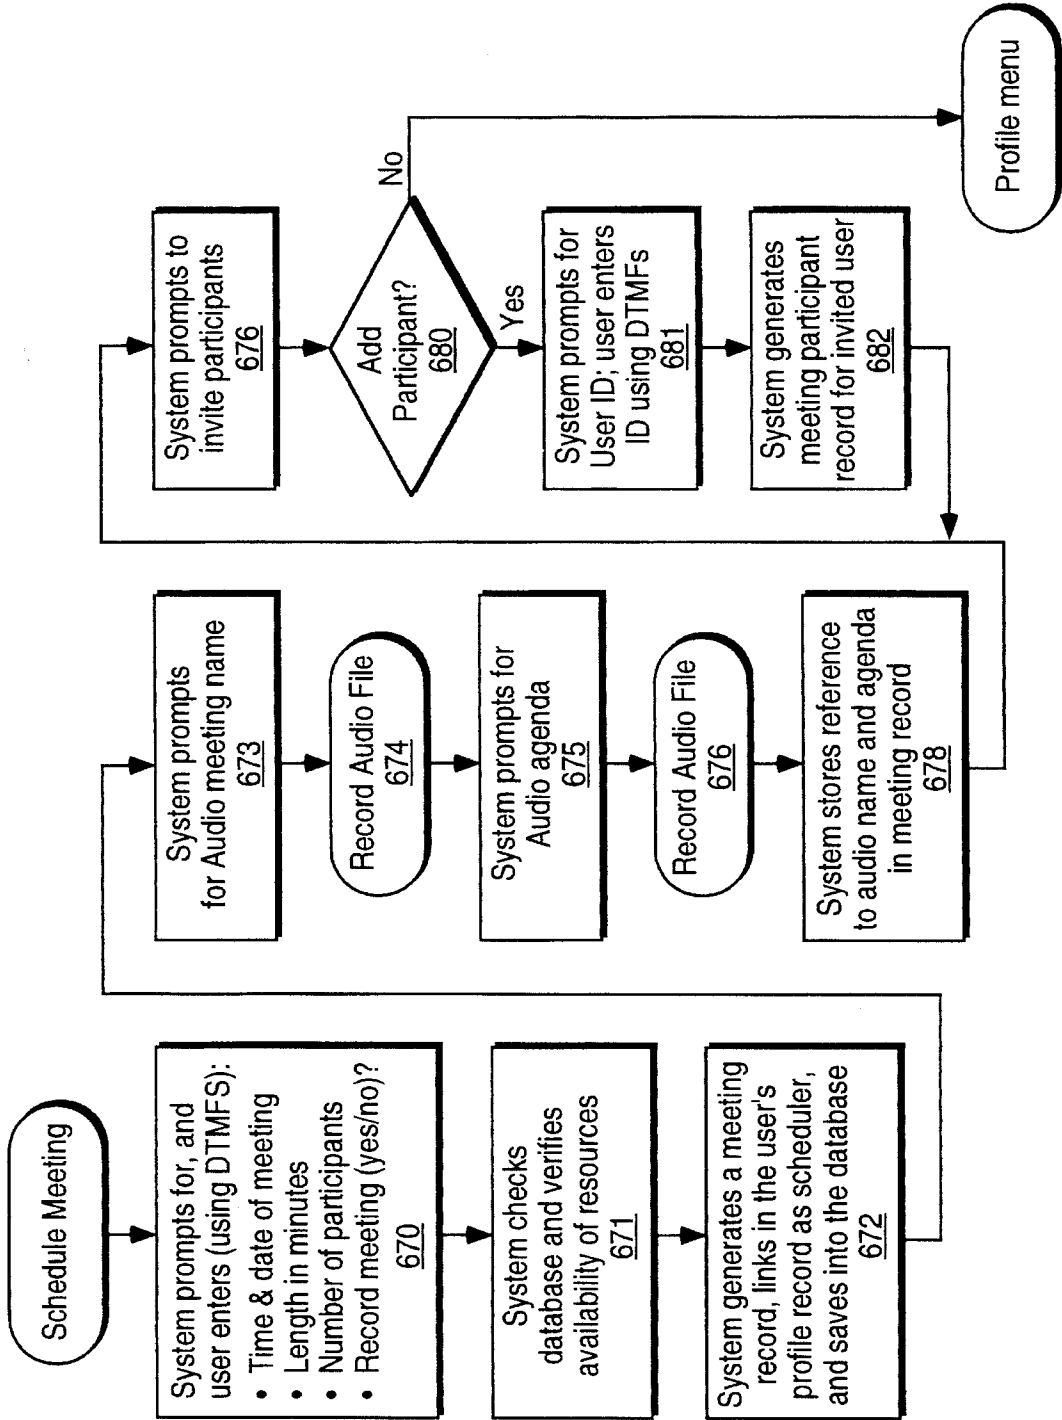 Schedule Meeting
System prompts for, and
user enters (using DTMFS):
• Time & date of meeting
• Length in minutes
• Number of participants
• Record meeting (yes/no)?
670
System checks
database and verifies
availability of resources
671
System generates a meeting
record, links in the user's
profile record as scheduler,
and saves into the database
672
System prompts
for Audio meeting name
673
Record Audio File
674
System prompts for
Audio agenda
675
Record Audio File
676
System stores reference
to audio name and agenda
in meeting record
678
System prompts to
invite participants
676
Add
Participant?
680
No
Yes
System prompts for
User ID; user enters
ID using DTMFs
681
System generates
meeting participant
record for invited user
682
Profile menu